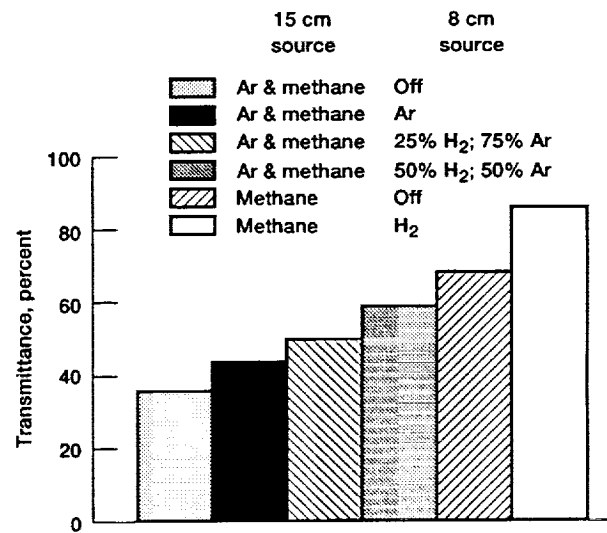 15 cm 8 cm
source source
Ar & methane Off
Ar & methane Ar
Ar & methane 25% H2; 75% Ar
Ar & methane 50% H2; 50% Ar
Methane Off
Methane H2
Transmittance, percent
100
80
60
40
20
0